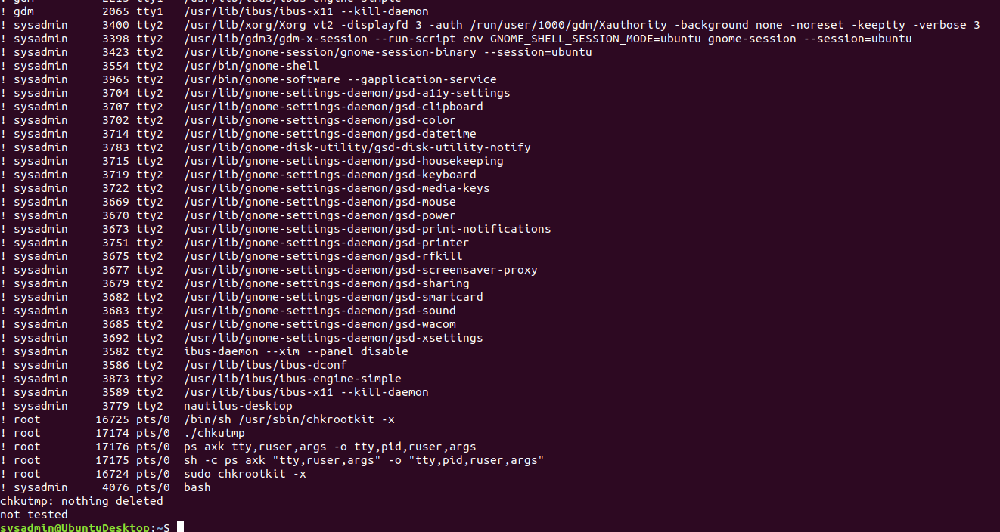 ! gdm        2065 tty1   /usr/lib/ibus/ibus-x11 --kill-daemon
! sysadmin     3400 tty2   /usr/lib/xorg/Xorg vt2 -displayfd 3 -auth /run/user/1000/gdm/Xauthority -background none -noreset -keeptty -verbose 3
! sysadmin     3398 tty2   /usr/lib/gdm3/gdm-x-session --run-script env GNOME_SHELL_SESSION_MODE=ubuntu gnome-session --session=ubuntu
! sysadmin     3423 tty2   /usr/lib/gnome-session/gnome-session-binary --session=ubuntu
! sysadmin     3554 tty2   /usr/bin/gnome-shell
! sysadmin     3965 tty2   /usr/bin/gnome-software --gapplication-service
! sysadmin     3704 tty2   /usr/lib/gnome-settings-daemon/gsd-a11y-settings
! sysadmin     3707 tty2   /usr/lib/gnome-settings-daemon/gsd-clipboard
! sysadmin     3702 tty2   /usr/lib/gnome-settings-daemon/gsd-color
! sysadmin     3714 tty2   /usr/lib/gnome-settings-daemon/gsd-datetime
! sysadmin     3783 tty2   /usr/lib/gnome-disk-utility/gsd-disk-utility-notify
! sysadmin     3715 tty2   /usr/lib/gnome-settings-daemon/gsd-housekeeping
! sysadmin     3719 tty2   /usr/lib/gnome-settings-daemon/gsd-keyboard
! sysadmin     3722 tty2   /usr/lib/gnome-settings-daemon/gsd-media-keys
! sysadmin     3669 tty2   /usr/lib/gnome-settings-daemon/gsd-mouse
! sysadmin     3670 tty2   /usr/lib/gnome-settings-daemon/gsd-power
! sysadmin     3673 tty2   /usr/lib/gnome-settings-daemon/gsd-print-notifications
! sysadmin     3751 tty2   /usr/lib/gnome-settings-daemon/gsd-printer
! sysadmin     3675 tty2   /usr/lib/gnome-settings-daemon/gsd-rfkill
! sysadmin     3677 tty2   /usr/lib/gnome-settings-daemon/gsd-screensaver-proxy
! sysadmin     3679 tty2   /usr/lib/gnome-settings-daemon/gsd-sharing
! sysadmin     3682 tty2   /usr/lib/gnome-settings-daemon/gsd-smartcard
! sysadmin     3683 tty2   /usr/lib/gnome-settings-daemon/gsd-sound
! sysadmin     3685 tty2   /usr/lib/gnome-settings-daemon/gsd-wacom
! sysadmin     3692 tty2   /usr/lib/gnome-settings-daemon/gsd-xsettings
! sysadmin     3582 tty2   ibus-daemon --xim --panel disable
! sysadmin     3586 tty2   /usr/lib/ibus/ibus-dconf
! sysadmin     3873 tty2   /usr/lib/ibus/ibus-engine-simple
! sysadmin     3589 tty2   /usr/lib/ibus/ibus-x11 --kill-daemon
! sysadmin     3779 tty2   nautilus-desktop
! root        16725 pts/0  /bin/sh /usr/sbin/chkrootkit -x
! root        17174 pts/0  ./chkutmp
! root        17176 pts/0  ps axk tty,ruser,args -o tty,pid,ruser,args
! root        17175 pts/0  sh -c ps axk "tty,ruser,args" -o "tty,pid,ruser,args"
! root        16724 pts/0  sudo chkrootkit -x
! sysadmin     4076 pts/0  bash
chkutmp: nothing deleted
not tested
sysadmin@UbuntuDesktop:~$